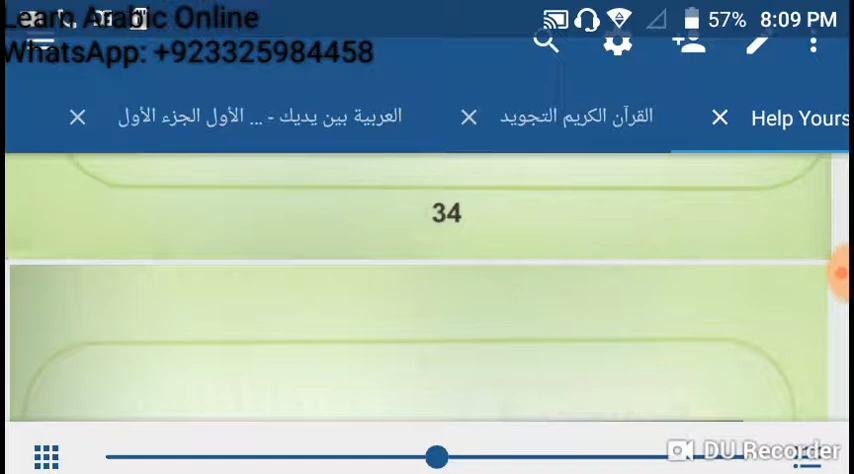 Learn Arabic Online
57% 8:09 PM
WhatsApp: +923325984458
العربية بين يديك - ... الأول الجزء الأول
القرآن الكريم التجويد
Help Yours
34
DU Recorder